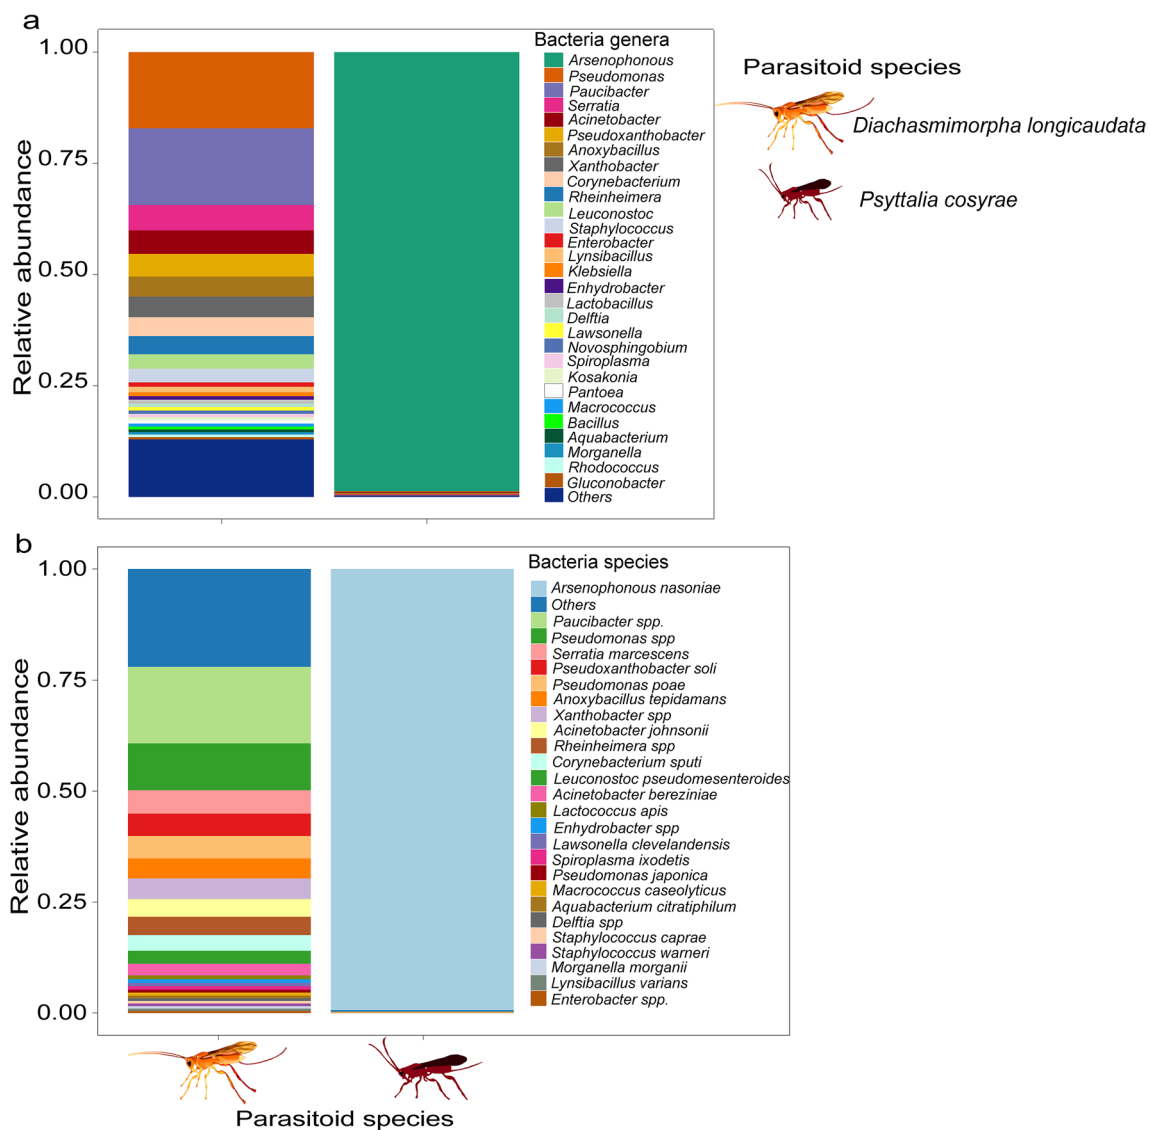 a
Relative abundance
1.00
0.75
0.50
0.25
0.00
Bacteria genera
Arsenophonous
Pseudomonas
Paucibacter
Serratia
Acinetobacter
Pseudoxanthobacter
Anoxybacillus
Xanthobacter
Corynebacterium
Rheinheimera
Leuconostoc
Staphylococcus
Enterobacter
Lynsibacillus
Klebsiella
Enhydrobacter
Lactobacillus
Delftia
Lawsonella
Novosphingobium
Spiroplasma
Kosakonia
Pantoea
Macrococcus
Bacillus
Aquabacterium
Morganella
Rhodococcus
Gluconobacter
Others
Parasitoid species
Diachasmimorpha longicaudata
Psyttalia cosyrae
b
Relative abundance
1.00
0.75
0.50
0.25
0.00
Bacteria species
Arsenophonous nasoniae
Others
Paucibacter spp.
Pseudomonas spp
Serratia marcescens
Pseudoxanthobacter soli
Pseudomonas poae
Anoxybacillus tepidamans
Xanthobacter spp
Acinetobacter johnsonii
Rheinheimera spp
Corynebacterium sputi
Leuconostoc pseudomesenteroides
Acinetobacter bereziniae
Lactococcus apis
Enhydrobacter spp
Lawsonella clevelandensis
Spiroplasma ixodetis
Pseudomonas japonica
Macrococcus caseolyticus
Aquabacterium citratiphilum
Delftia spp
Staphylococcus caprae
Staphylococcus warneri
Morganella morganii
Lynsibacillus varians
Enterobacter spp.
Parasitoid species